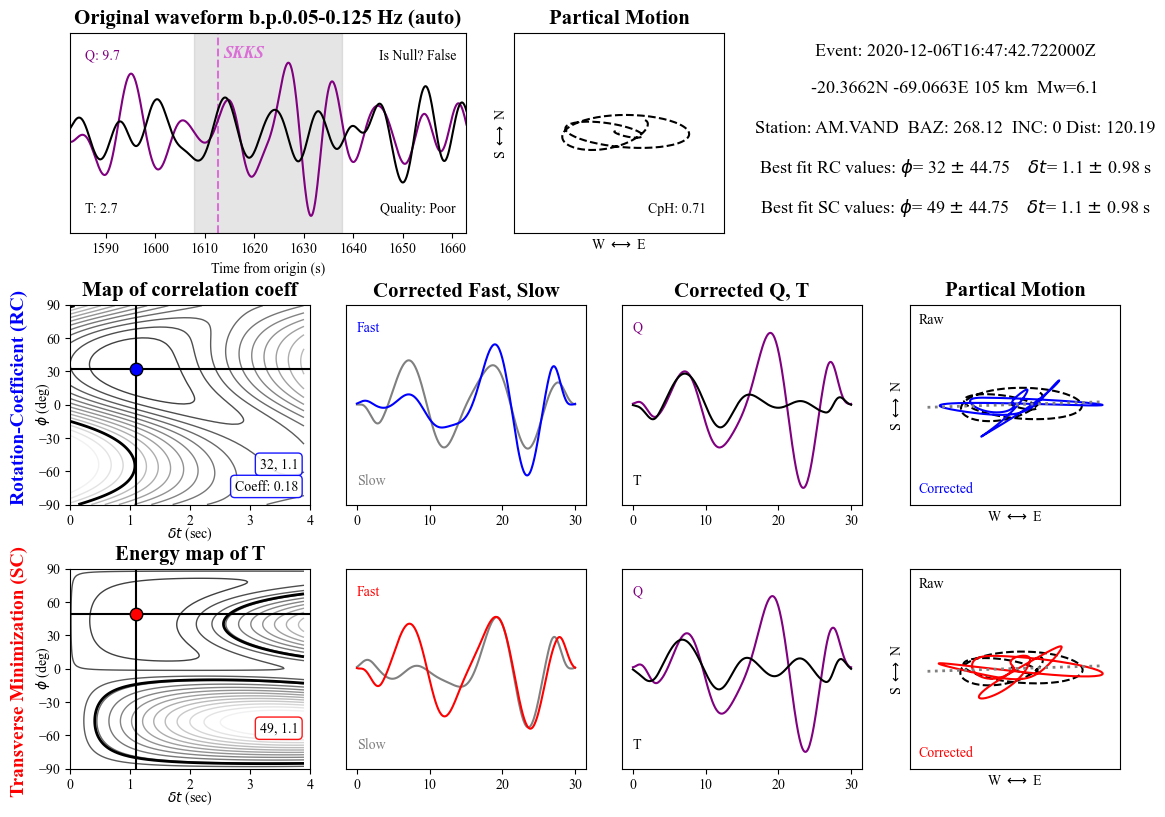 Original waveform b.p.0.05-0.125 Hz (auto)
Q: 9.7
SKKS
Is Null? False
T: 2.7
Quality: Poor
1590 1600 1610 1620 1630 1640 1650 1660
Time from origin (s)
Partical Motion
S ⟷ N
CpH: 0.71
W ⟷ E
Event: 2020-12-06T16:47:42.722000Z
-20.3662N -69.0663E 105 km  Mw=6.1
Station: AM.VAND  BAZ: 268.12  INC: 0 Dist: 120.19
Best fit RC values: ϕ= 32 ± 44.75    δt= 1.1 ± 0.98 s
Best fit SC values: ϕ= 49 ± 44.75    δt= 1.1 ± 0.98 s
Rotation-Coefficient (RC)
Map of correlation coeff
ϕ (deg)
90
60
30
0
−30
−60
−90
32, 1.1
Coeff: 0.18
0 1 2 3 4
δt (sec)
Corrected Fast, Slow
Fast
Slow
0 10 20 30
Corrected Q, T
Q
T
0 10 20 30
Partical Motion
Raw
S ⟷ N
Corrected
W ⟷ E
Transverse Minimization (SC)
Energy map of T
ϕ (deg)
90
60
30
0
−30
−60
−90
49, 1.1
0 1 2 3 4
δt (sec)
Fast
Slow
0 10 20 30
Q
T
0 10 20 30
Raw
S ⟷ N
Corrected
W ⟷ E